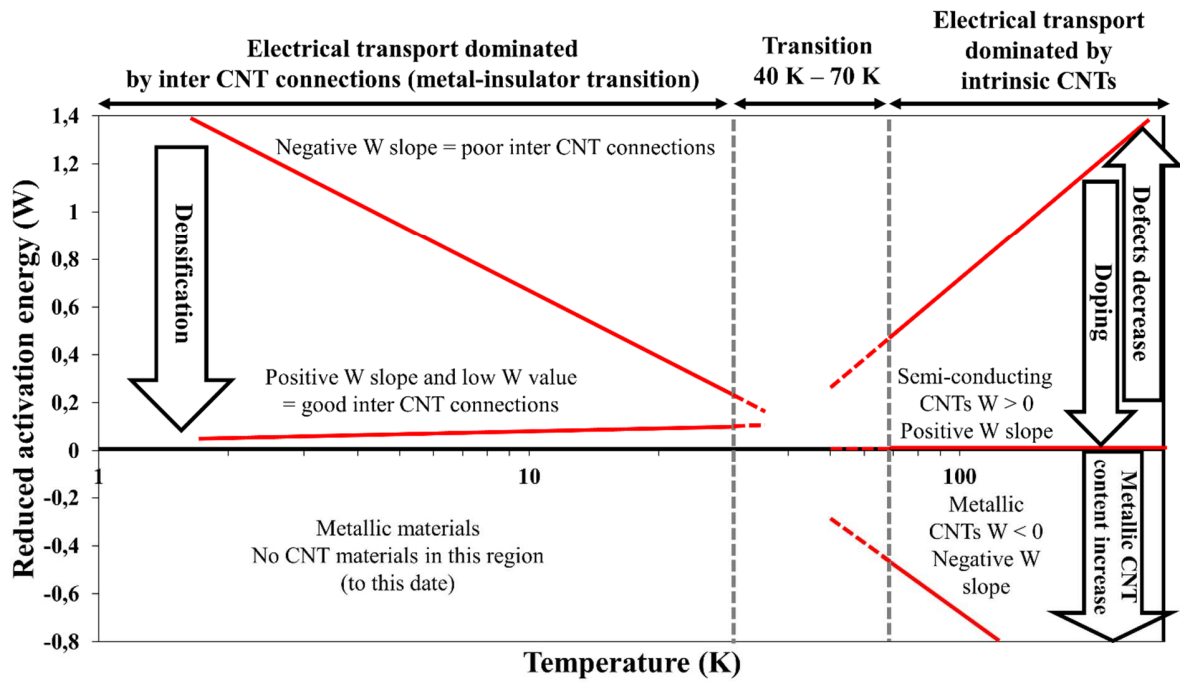 Electrical transport dominated
by inter CNT connections (metal-insulator transition)
Transition
40 K – 70 K
Electrical transport
dominated by
intrinsic CNTs
Reduced activation energy (W)
1,4
1,2
1
0,8
0,6
0,4
0,2
0
-0,2
-0,4
-0,6
-0,8
Negative W slope = poor inter CNT connections
Densification
Positive W slope and low W value
= good inter CNT connections
Metallic materials
No CNT materials in this region
(to this date)
Defects decrease
Doping
Semi-conducting
CNTs W > 0
Positive W slope
Metallic
CNTs W < 0
Negative W
slope
Metallic CNT
content increase
1
10
100
Temperature (K)